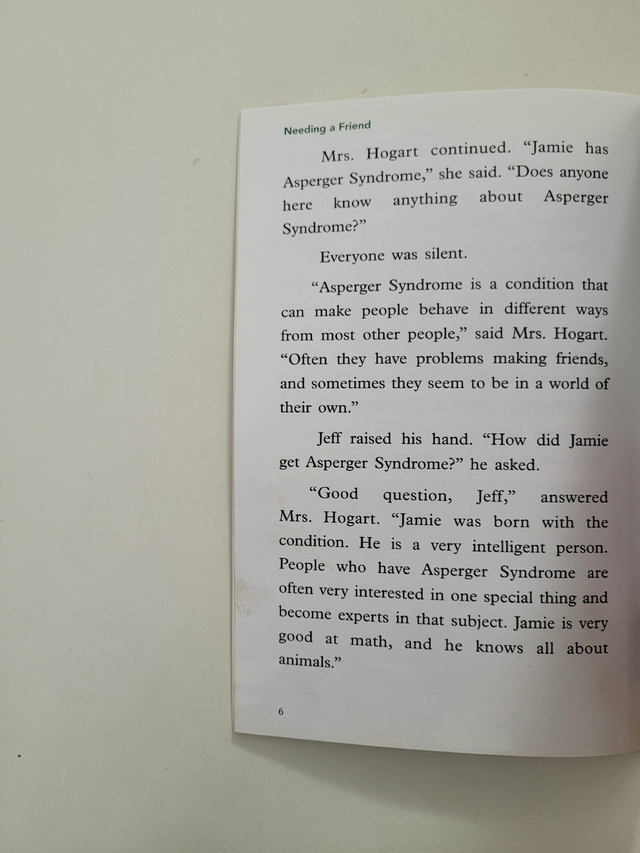 Needing a Friend
Mrs. Hogart continued. “Jamie has
Asperger Syndrome,” she said. “Does anyone
here know anything about Asperger
Syndrome?”
Everyone was silent.
“Asperger Syndrome is a condition that
can make people behave in different ways
from most other people,” said Mrs. Hogart.
“Often they have problems making friends,
and sometimes they seem to be in a world of
their own.”
Jeff raised his hand. “How did Jamie
get Asperger Syndrome?” he asked.
“Good question, Jeff,” answered
Mrs. Hogart. “Jamie was born with the
condition. He is a very intelligent person.
People who have Asperger Syndrome are
often very interested in one special thing and
become experts in that subject. Jamie is very
good at math, and he knows all about
animals.”
6